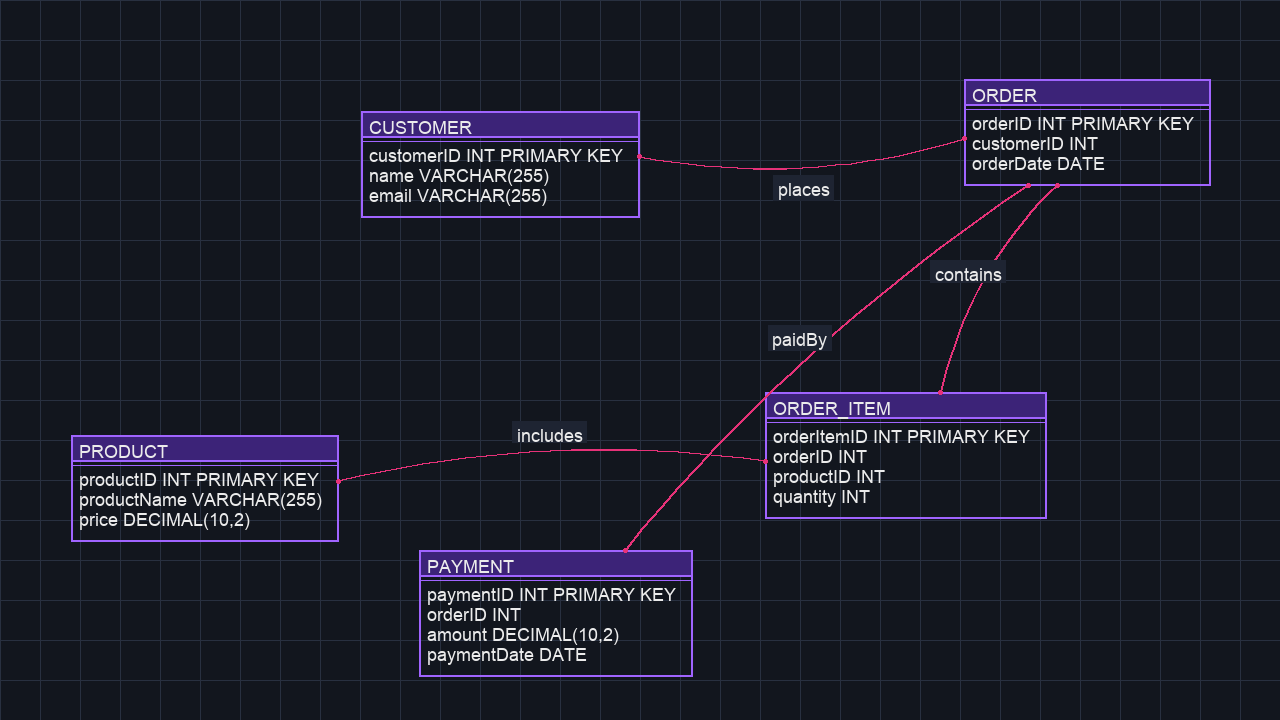 ORDER
orderID INT PRIMARY KEY
customerID INT
orderDate DATE
CUSTOMER
customerID INT PRIMARY KEY
name VARCHAR(255)
email VARCHAR(255)
places
contains
paidBy
ORDER_ITEM
orderItemID INT PRIMARY KEY
orderID INT
productID INT
quantity INT
includes
PRODUCT
productID INT PRIMARY KEY
productName VARCHAR(255)
price DECIMAL(10,2)
PAYMENT
paymentID INT PRIMARY KEY
orderID INT
amount DECIMAL(10,2)
paymentDate DATE